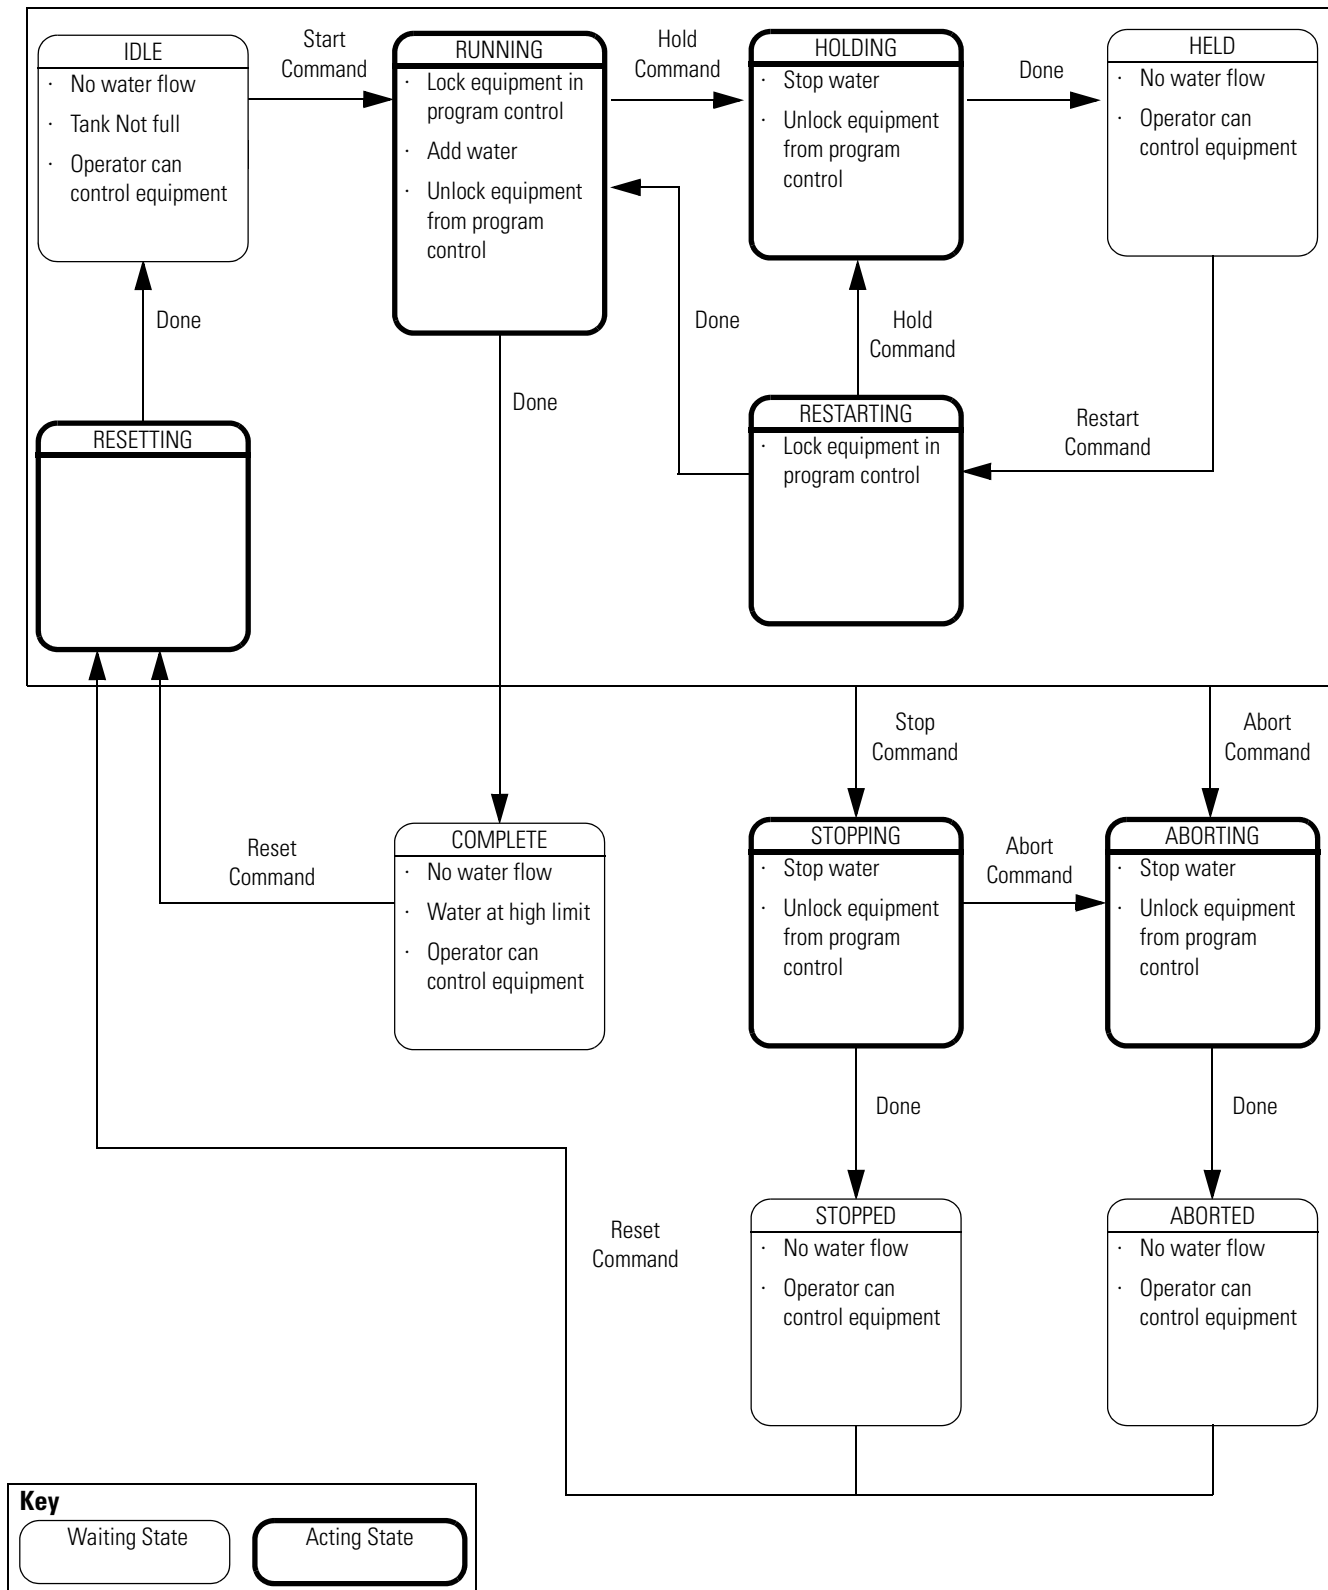 IDLE
· No water flow
· Tank Not full
· Operator can
control equipment
Start
Command
RUNNING
· Lock equipment in
program control
· Add water
· Unlock equipment
from program
control
Hold
Command
HOLDING
· Stop water
· Unlock equipment
from program
control
Done
HELD
· No water flow
· Operator can
control equipment
Done
Done
Hold
Command
Done
RESETTING
RESTARTING
· Lock equipment in
program control
Restart
Command
Stop
Command
Abort
Command
Reset
Command
COMPLETE
· No water flow
· Water at high limit
· Operator can
control equipment
STOPPING
· Stop water
· Unlock equipment
from program
control
Abort
Command
ABORTING
· Stop water
· Unlock equipment
from program
control
Done
Done
Reset
Command
STOPPED
· No water flow
· Operator can
control equipment
ABORTED
· No water flow
· Operator can
control equipment
Key
Waiting State
Acting State